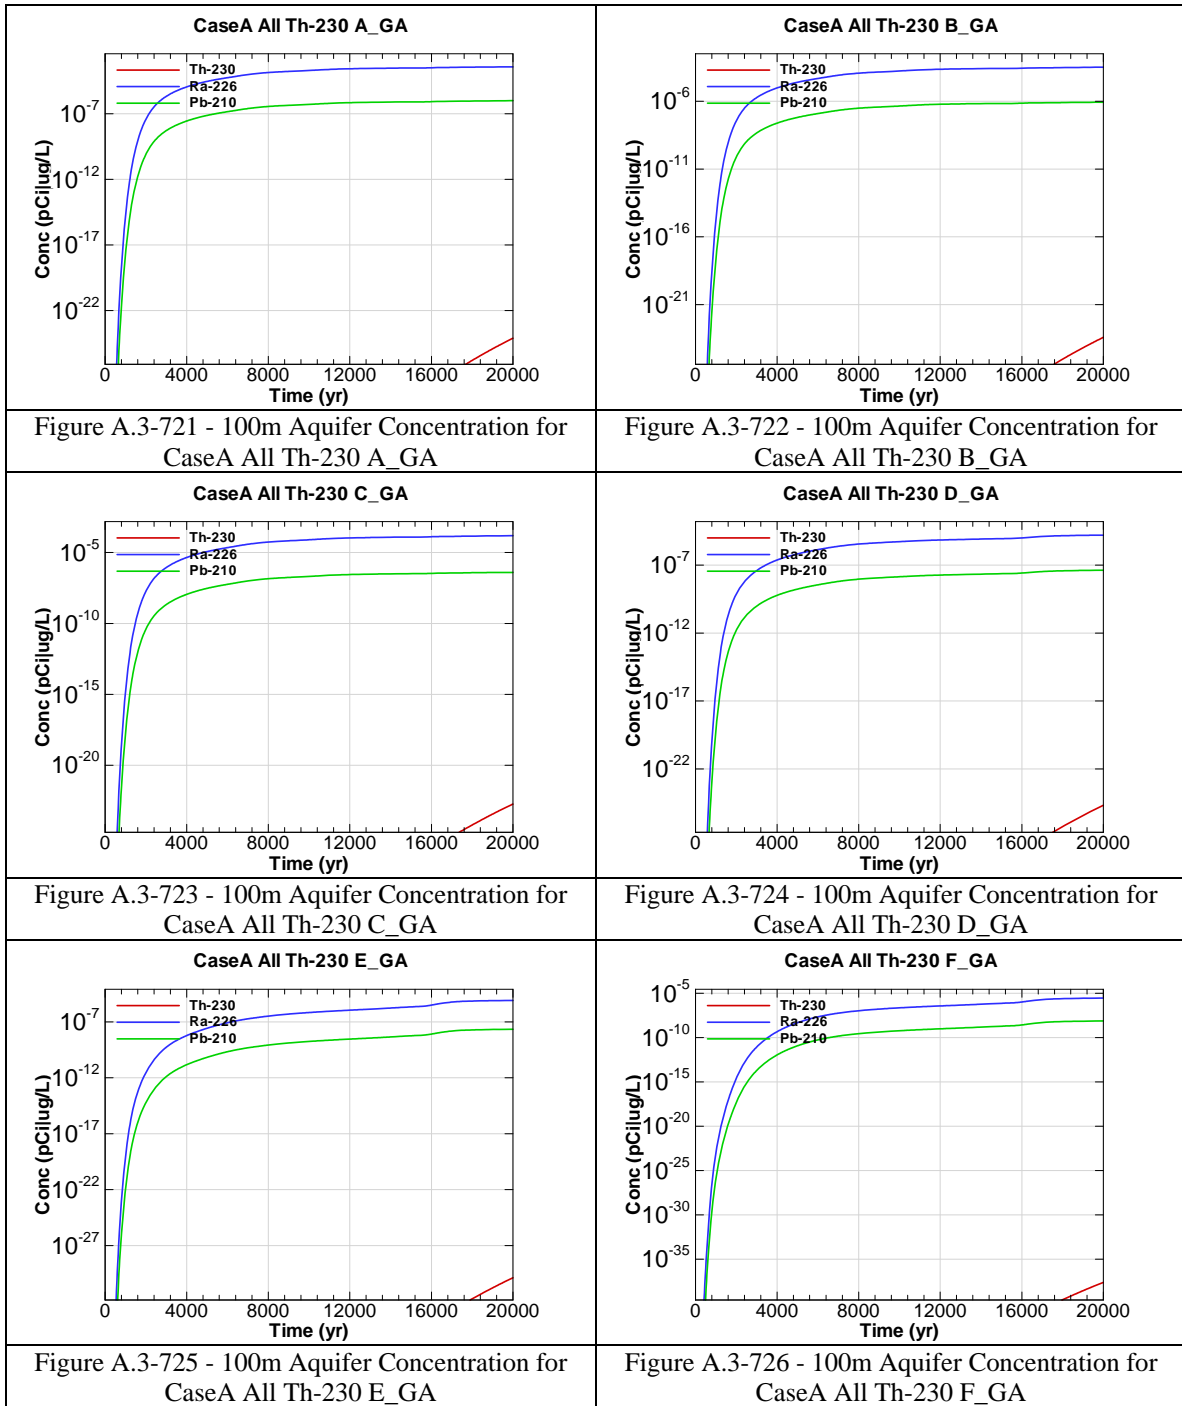 CaseA All Th-230 A_GA
Th-230
Ra-226
Pb-210
10-7
10-12
10-17
10-22
Conc (pCi|ug/L)
0 4000 8000 12000 16000 20000
Time (yr)
Figure A.3-721 - 100m Aquifer Concentration for
CaseA All Th-230 A_GA
CaseA All Th-230 B_GA
Th-230
Ra-226
Pb-210
10-6
10-11
10-16
10-21
Conc (pCi|ug/L)
0 4000 8000 12000 16000 20000
Time (yr)
Figure A.3-722 - 100m Aquifer Concentration for
CaseA All Th-230 B_GA
CaseA All Th-230 C_GA
Th-230
Ra-226
Pb-210
10-5
10-10
10-15
10-20
Conc (pCi|ug/L)
0 4000 8000 12000 16000 20000
Time (yr)
Figure A.3-723 - 100m Aquifer Concentration for
CaseA All Th-230 C_GA
CaseA All Th-230 D_GA
Th-230
Ra-226
Pb-210
10-7
10-12
10-17
10-22
Conc (pCi|ug/L)
0 4000 8000 12000 16000 20000
Time (yr)
Figure A.3-724 - 100m Aquifer Concentration for
CaseA All Th-230 D_GA
CaseA All Th-230 E_GA
Th-230
Ra-226
Pb-210
10-7
10-12
10-17
10-22
10-27
Conc (pCi|ug/L)
0 4000 8000 12000 16000 20000
Time (yr)
Figure A.3-725 - 100m Aquifer Concentration for
CaseA All Th-230 E_GA
CaseA All Th-230 F_GA
Th-230
Ra-226
Pb-210
10-5
10-10
10-15
10-20
10-25
10-30
10-35
Conc (pCi|ug/L)
0 4000 8000 12000 16000 20000
Time (yr)
Figure A.3-726 - 100m Aquifer Concentration for
CaseA All Th-230 F_GA